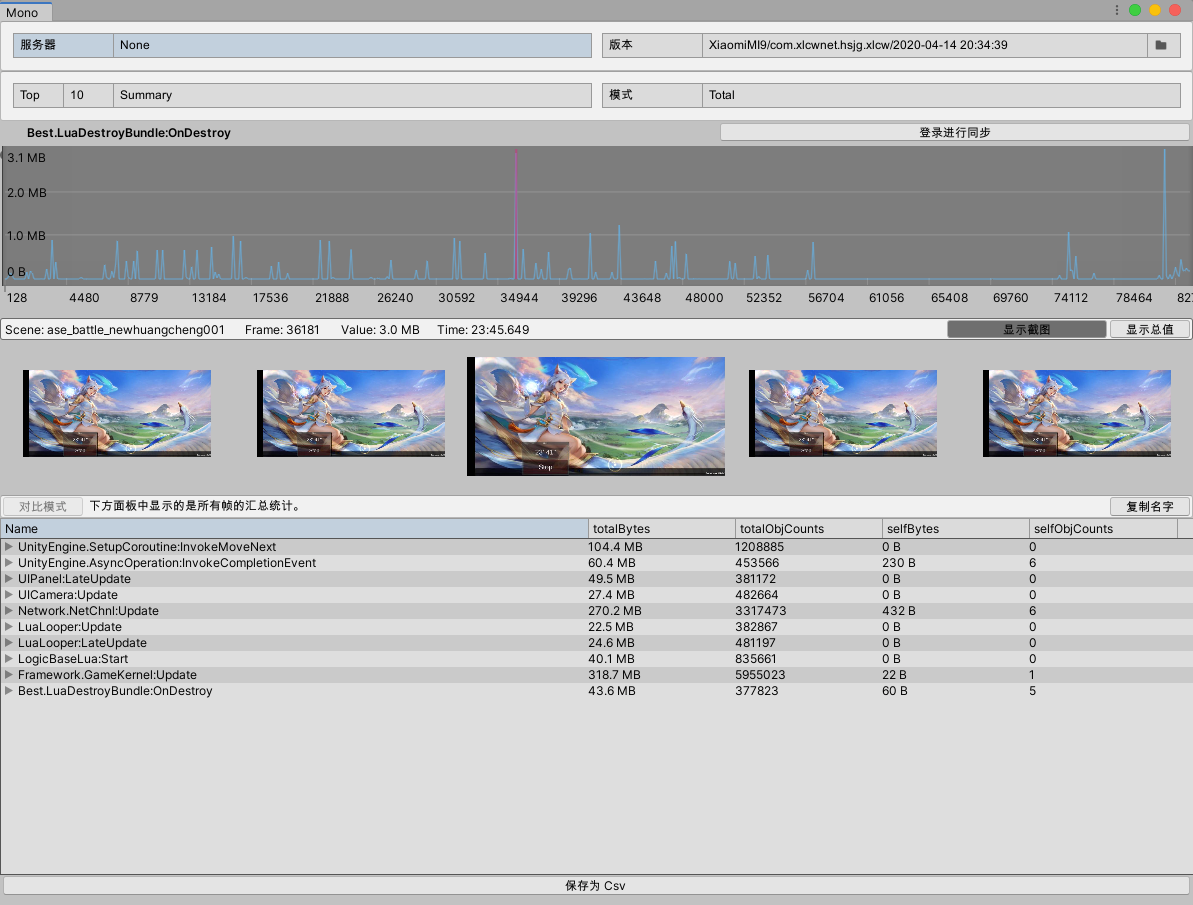 Mono
服务器 None 版本 XiaomiMI9/com.xlcwnet.hsjg.xlcw/2020-04-14 20:34:39
Top 10 Summary 模式 Total
Best.LuaDestroyBundle:OnDestroy 登录进行同步
3.1 MB
2.0 MB
1.0 MB
0 B
128 4480 8779 13184 17536 21888 26240 30592 34944 39296 43648 48000 52352 56704 61056 65408 69760 74112 78464 827
Scene: ase_battle_newhuangcheng001 Frame: 36181 Value: 3.0 MB Time: 23:45.649 显示截图 显示总值
23'41"
Stop
对比模式 下方面板中显示的是所有帧的汇总统计。 复制名字
Name totalBytes totalObjCounts selfBytes selfObjCounts
UnityEngine.SetupCoroutine:InvokeMoveNext 104.4 MB 1208885 0 B 0
UnityEngine.AsyncOperation:InvokeCompletionEvent 60.4 MB 453566 230 B 6
UIPanel:LateUpdate 49.5 MB 381172 0 B 0
UICamera:Update 27.4 MB 482664 0 B 0
Network.NetChnl:Update 270.2 MB 3317473 432 B 6
LuaLooper:Update 22.5 MB 382867 0 B 0
LuaLooper:LateUpdate 24.6 MB 481197 0 B 0
LogicBaseLua:Start 40.1 MB 835661 0 B 0
Framework.GameKernel:Update 318.7 MB 5955023 22 B 1
Best.LuaDestroyBundle:OnDestroy 43.6 MB 377823 60 B 5
保存为 Csv